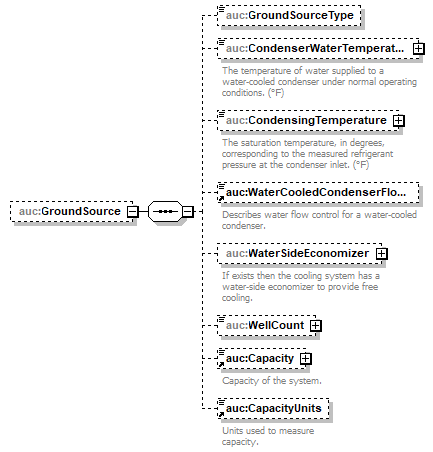 auc:GroundSourceType
auc:CondenserWaterTemperat...
The temperature of water supplied to a
water-cooled condenser under normal operating
conditions. (°F)
auc:CondensingTemperature
The saturation temperature, in degrees,
corresponding to the measured refrigerant
pressure at the condenser inlet. (°F)
auc:GroundSource
auc:WaterCooledCondenserFlo...
Describes water flow control for a water-cooled
condenser.
auc:WaterSideEconomizer
If exists then the cooling system has a
water-side economizer to provide free
cooling.
auc:WellCount
auc:Capacity
Capacity of the system.
auc:CapacityUnits
Units used to measure
capacity.